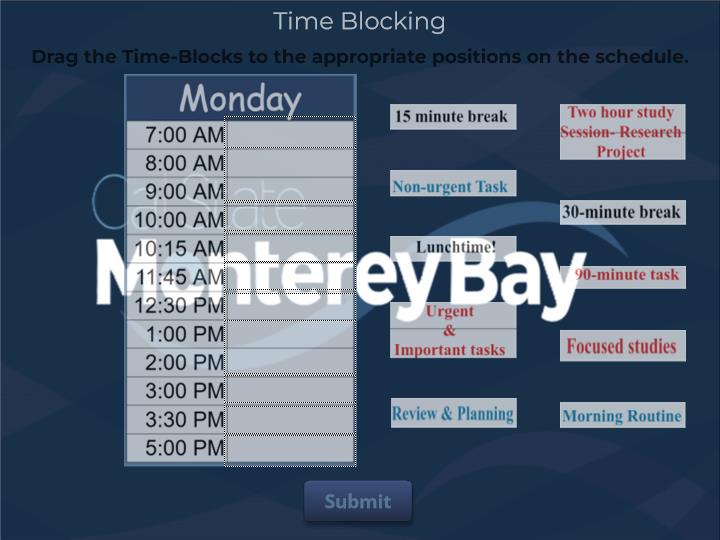 Time Blocking
Drag the Time-Blocks to the appropriate positions on the schedule.
Monday
7:00 AM
8:00 AM
9:00 AM
10:00 AM
10:15 AM
11:45 AM
12:30 PM
1:00 PM
2:00 PM
3:00 PM
3:30 PM
5:00 PM
Cal State
Monterey Bay
15 minute break
Non-urgent Task
Lunchtime!
Urgent
&
Important tasks
Review & Planning
Two hour study
Session- Research
Project
30-minute break
90-minute task
Focused studies
Morning Routine
Submit